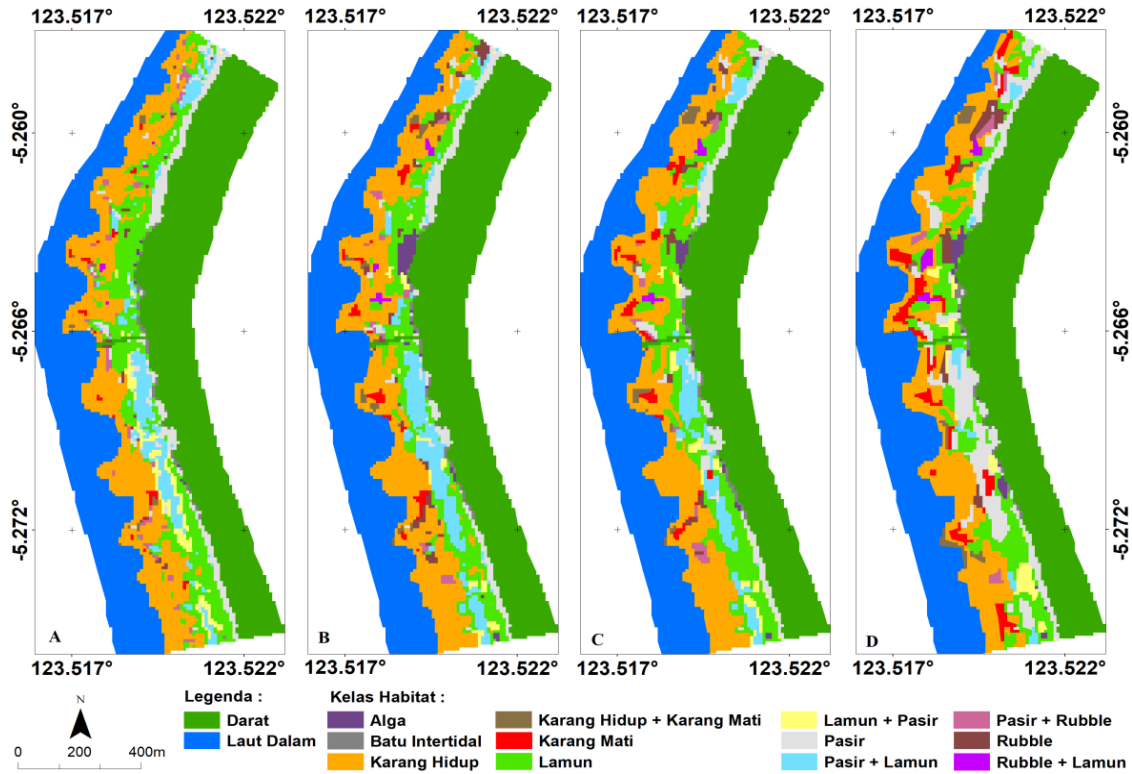 123.517° 123.522° 123.517° 123.522° 123.517° 123.522° 123.517° 123.522°
-5.260° -5.260°
-5.266° -5.266°
-5.272° -5.272°
A B C D
123.517° 123.522° 123.517° 123.522° 123.517° 123.522° 123.517° 123.522°
N
0 200 400m
Legenda :
Darat
Laut Dalam
Kelas Habitat :
Alga
Batu Intertidal
Karang Hidup
Karang Hidup + Karang Mati
Karang Mati
Lamun
Lamun + Pasir
Pasir
Pasir + Lamun
Pasir + Rubble
Rubble
Rubble + Lamun